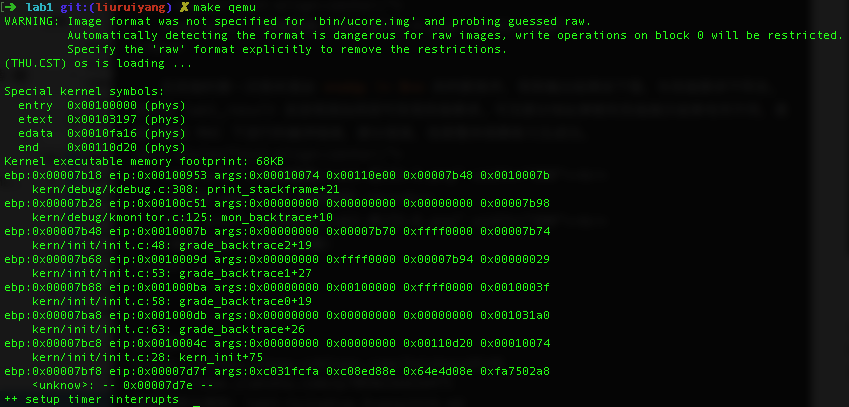 [➜ lab1 git:(liuruiyang) ✗ make qemu
WARNING: Image format was not specified for 'bin/ucore.img' and probing guessed raw.
Automatically detecting the format is dangerous for raw images, write operations on block 0 will be restricted.
Specify the 'raw' format explicitly to remove the restrictions.
(THU.CST) os is loading ...
Special kernel symbols:
entry 0x00100000 (phys)
etext 0x00103197 (phys)
edata 0x0010fa16 (phys)
end 0x00110d20 (phys)
Kernel executable memory footprint: 68KB
ebp:0x00007b18 eip:0x00100953 args:0x00010074 0x00110e00 0x00007b48 0x0010007b
kern/debug/kdebug.c:308: print_stackframe+21
ebp:0x00007b28 eip:0x00100c51 args:0x00000000 0x00000000 0x00000000 0x00007b98
kern/debug/kmonitor.c:125: mon_backtrace+10
ebp:0x00007b48 eip:0x0010007b args:0x00000000 0x00007b70 0xffff0000 0x00007b74
kern/init/init.c:48: grade_backtrace2+19
ebp:0x00007b68 eip:0x0010009d args:0x00000000 0xffff0000 0x00007b94 0x00000029
kern/init/init.c:53: grade_backtrace1+27
ebp:0x00007b88 eip:0x001000ba args:0x00000000 0x00100000 0xffff0000 0x0010003f
kern/init/init.c:58: grade_backtrace0+19
ebp:0x00007ba8 eip:0x001000db args:0x00000000 0x00000000 0x00000000 0x001031a0
kern/init/init.c:63: grade_backtrace+26
ebp:0x00007bc8 eip:0x0010004c args:0x00000000 0x00000000 0x00110d20 0x00010074
kern/init/init.c:28: kern_init+75
ebp:0x00007bf8 eip:0x00007d7f args:0xc031fcfa 0xc08ed88e 0x64e4d08e 0xfa7502a8
<unknow>: -- 0x00007d7e --
++ setup timer interrupts